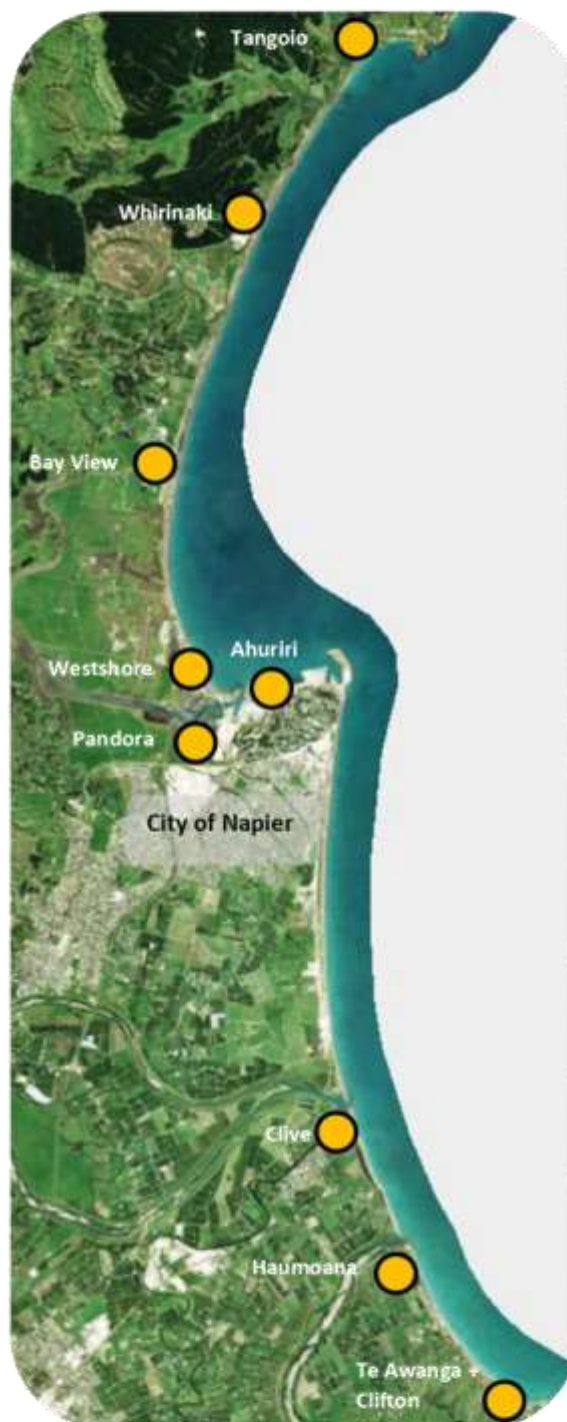 Tangoio
Whirinaki
Bay View
Ahuriri
Westshore
Pandora
City of Napier
Clive
Haumoana
Te Awanga +
Clifton